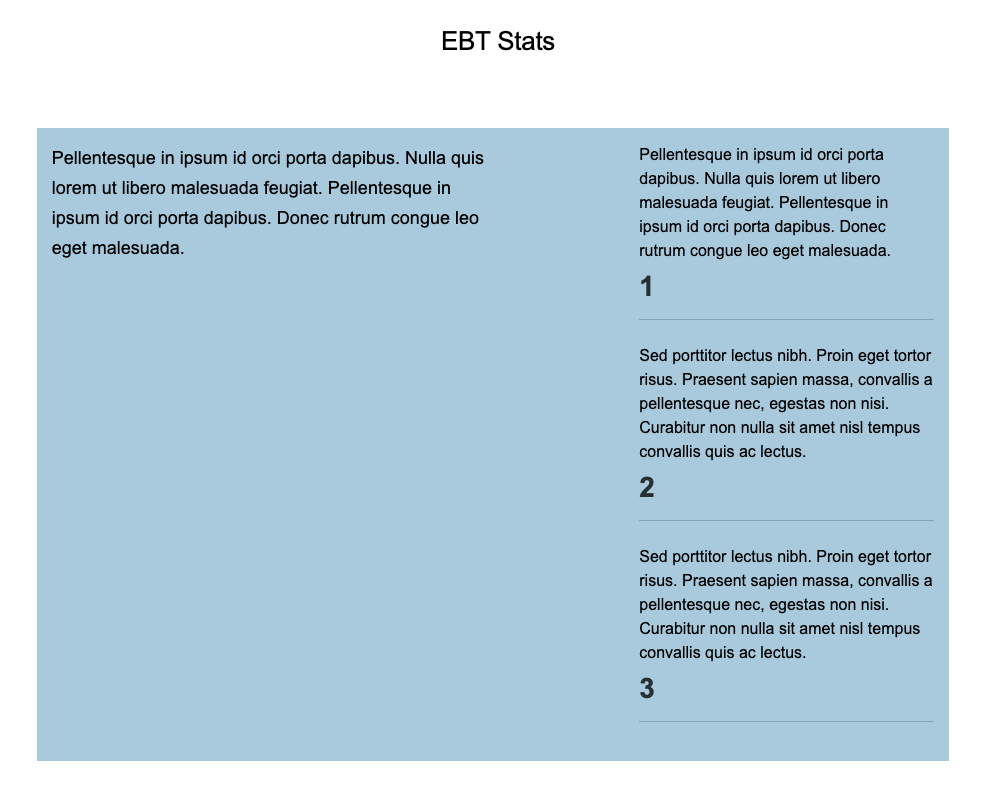 EBT Stats
Pellentesque in ipsum id orci porta dapibus. Nulla quis
lorem ut libero malesuada feugiat. Pellentesque in
ipsum id orci porta dapibus. Donec rutrum congue leo
eget malesuada.
Pellentesque in ipsum id orci porta
dapibus. Nulla quis lorem ut libero
malesuada feugiat. Pellentesque in
ipsum id orci porta dapibus. Donec
rutrum congue leo eget malesuada.
1
Sed porttitor lectus nibh. Proin eget tortor
risus. Praesent sapien massa, convallis a
pellentesque nec, egestas non nisi.
Curabitur non nulla sit amet nisl tempus
convallis quis ac lectus.
2
Sed porttitor lectus nibh. Proin eget tortor
risus. Praesent sapien massa, convallis a
pellentesque nec, egestas non nisi.
Curabitur non nulla sit amet nisl tempus
convallis quis ac lectus.
3